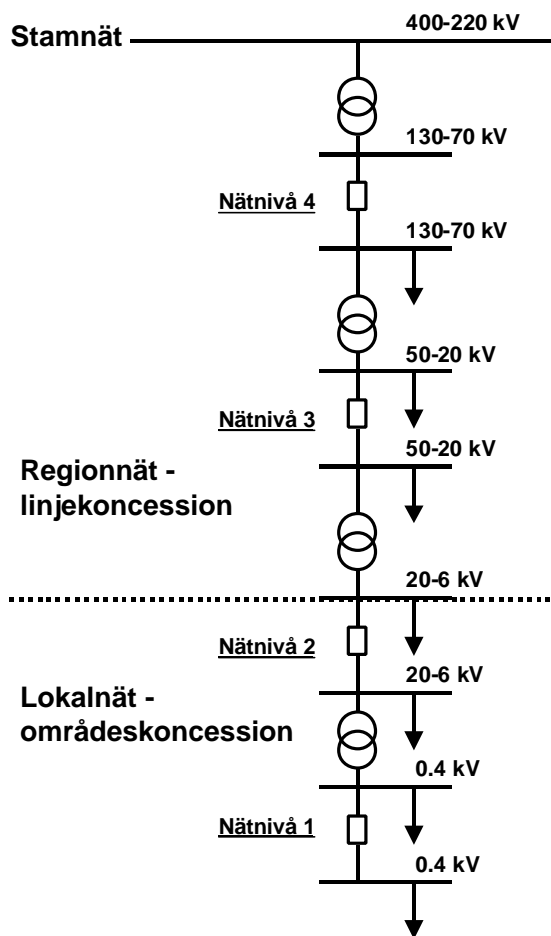 400-220 kV
Stamnät
130-70 kV
Nätnivå 4
130-70 kV
50-20 kV
Nätnivå 3
50-20 kV
Regionnät -
linjekoncession
20-6 kV
Nätnivå 2
20-6 kV
Lokalnät -
områdeskoncession
0.4 kV
Nätnivå 1
0.4 kV